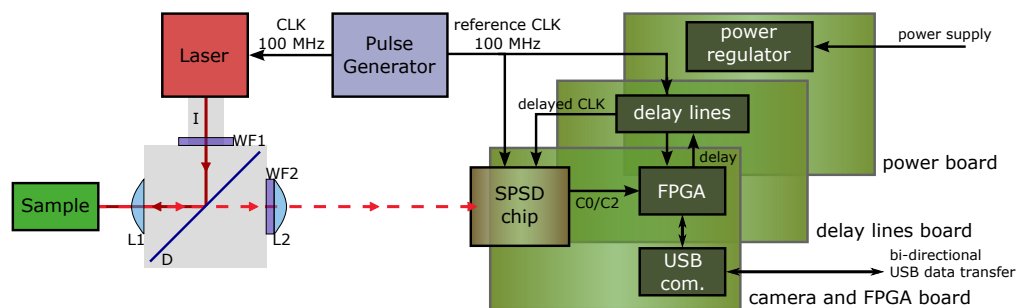 Laser
CLK
100 MHz
Pulse
Generator
reference CLK
100 MHz
power
regulator
power supply
I
delayed CLK
delay lines
WF1
delay
power board
WF2
Sample
SPSD
chip
C0/C2
FPGA
L1
L2
D
delay lines board
USB
com.
bi-directional
USB data transfer
camera and FPGA board